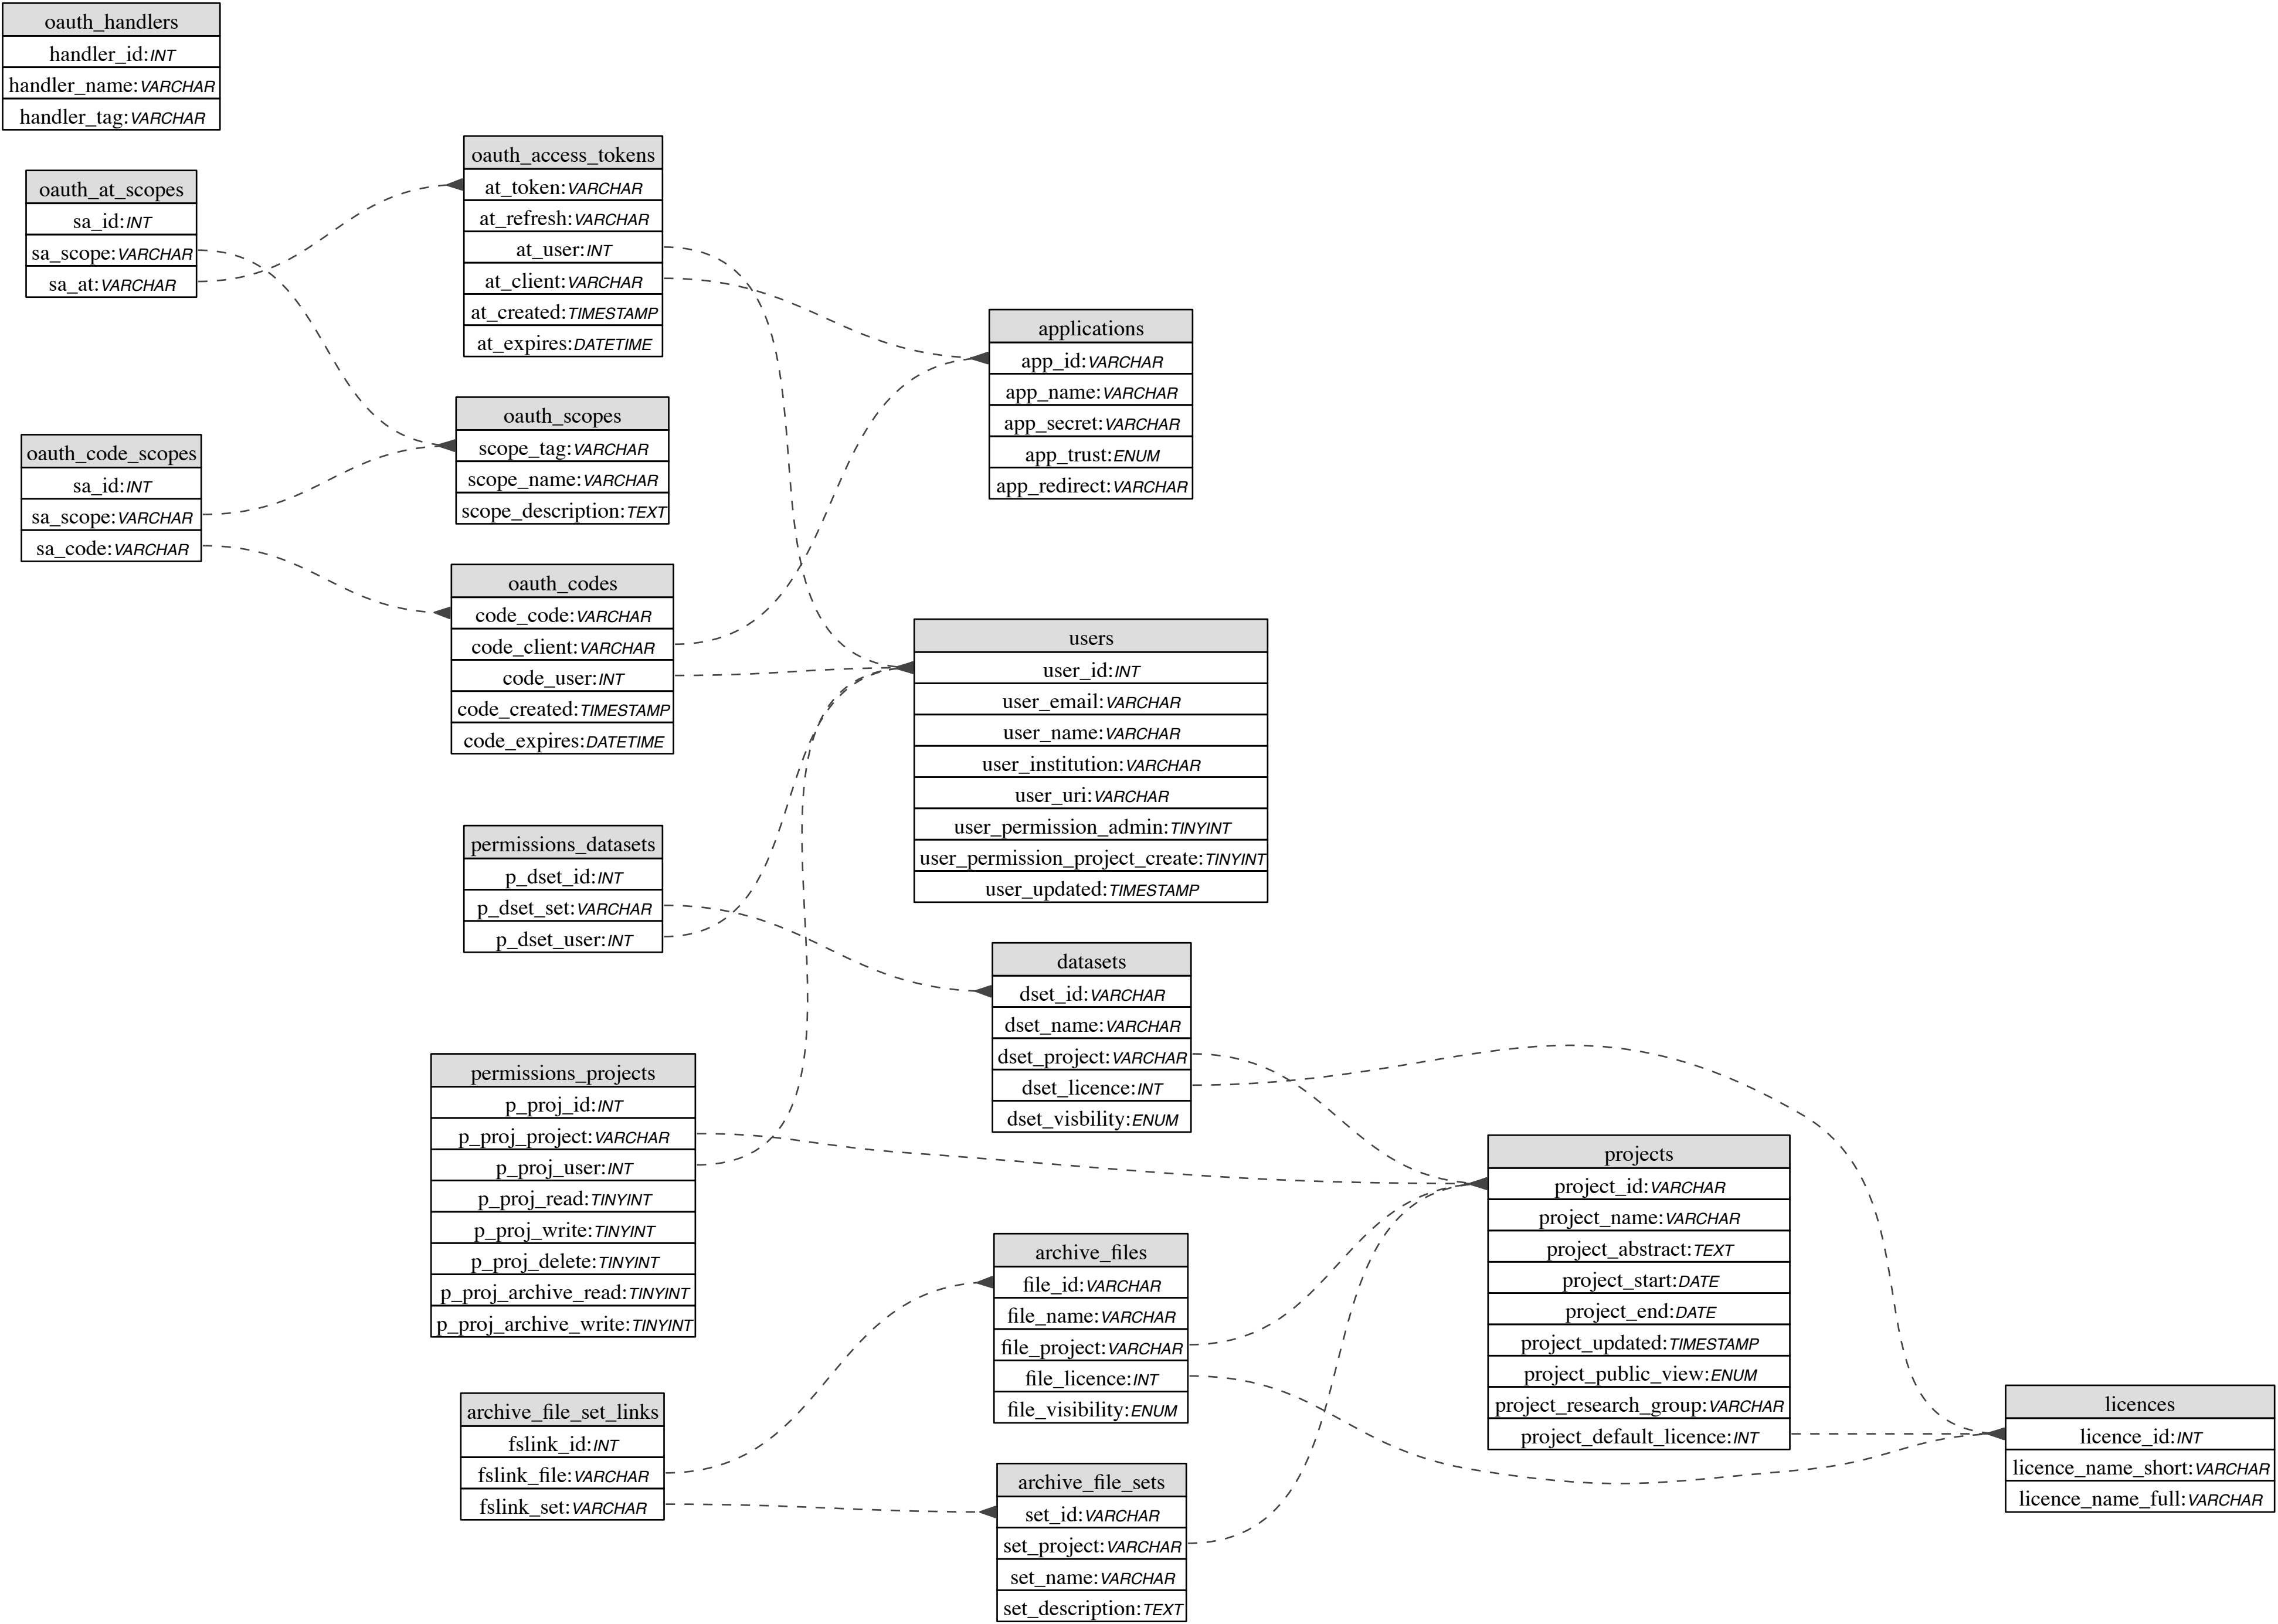 oauth_handlers
handler_id:INT
handler_name:VARCHAR
handler_tag:VARCHAR
oauth_at_scopes
sa_id:INT
sa_scope:VARCHAR
sa_at:VARCHAR
oauth_code_scopes
sa_id:INT
sa_scope:VARCHAR
sa_code:VARCHAR
oauth_access_tokens
at_token:VARCHAR
at_refresh:VARCHAR
at_user:INT
at_client:VARCHAR
at_created:TIMESTAMP
at_expires:DATETIME
oauth_scopes
scope_tag:VARCHAR
scope_name:VARCHAR
scope_description:TEXT
oauth_codes
code_code:VARCHAR
code_client:VARCHAR
code_user:INT
code_created:TIMESTAMP
code_expires:DATETIME
permissions_datasets
p_dset_id:INT
p_dset_set:VARCHAR
p_dset_user:INT
permissions_projects
p_proj_id:INT
p_proj_project:VARCHAR
p_proj_user:INT
p_proj_read:TINYINT
p_proj_write:TINYINT
p_proj_delete:TINYINT
p_proj_archive_read:TINYINT
p_proj_archive_write:TINYINT
archive_file_set_links
fslink_id:INT
fslink_file:VARCHAR
fslink_set:VARCHAR
applications
app_id:VARCHAR
app_name:VARCHAR
app_secret:VARCHAR
app_trust:ENUM
app_redirect:VARCHAR
users
user_id:INT
user_email:VARCHAR
user_name:VARCHAR
user_institution:VARCHAR
user_uri:VARCHAR
user_permission_admin:TINYINT
user_permission_project_create:TINYINT
user_updated:TIMESTAMP
datasets
dset_id:VARCHAR
dset_name:VARCHAR
dset_project:VARCHAR
dset_licence:INT
dset_visbility:ENUM
archive_files
file_id:VARCHAR
file_name:VARCHAR
file_project:VARCHAR
file_licence:INT
file_visibility:ENUM
archive_file_sets
set_id:VARCHAR
set_project:VARCHAR
set_name:VARCHAR
set_description:TEXT
projects
project_id:VARCHAR
project_name:VARCHAR
project_abstract:TEXT
project_start:DATE
project_end:DATE
project_updated:TIMESTAMP
project_public_view:ENUM
project_research_group:VARCHAR
project_default_licence:INT
licences
licence_id:INT
licence_name_short:VARCHAR
licence_name_full:VARCHAR